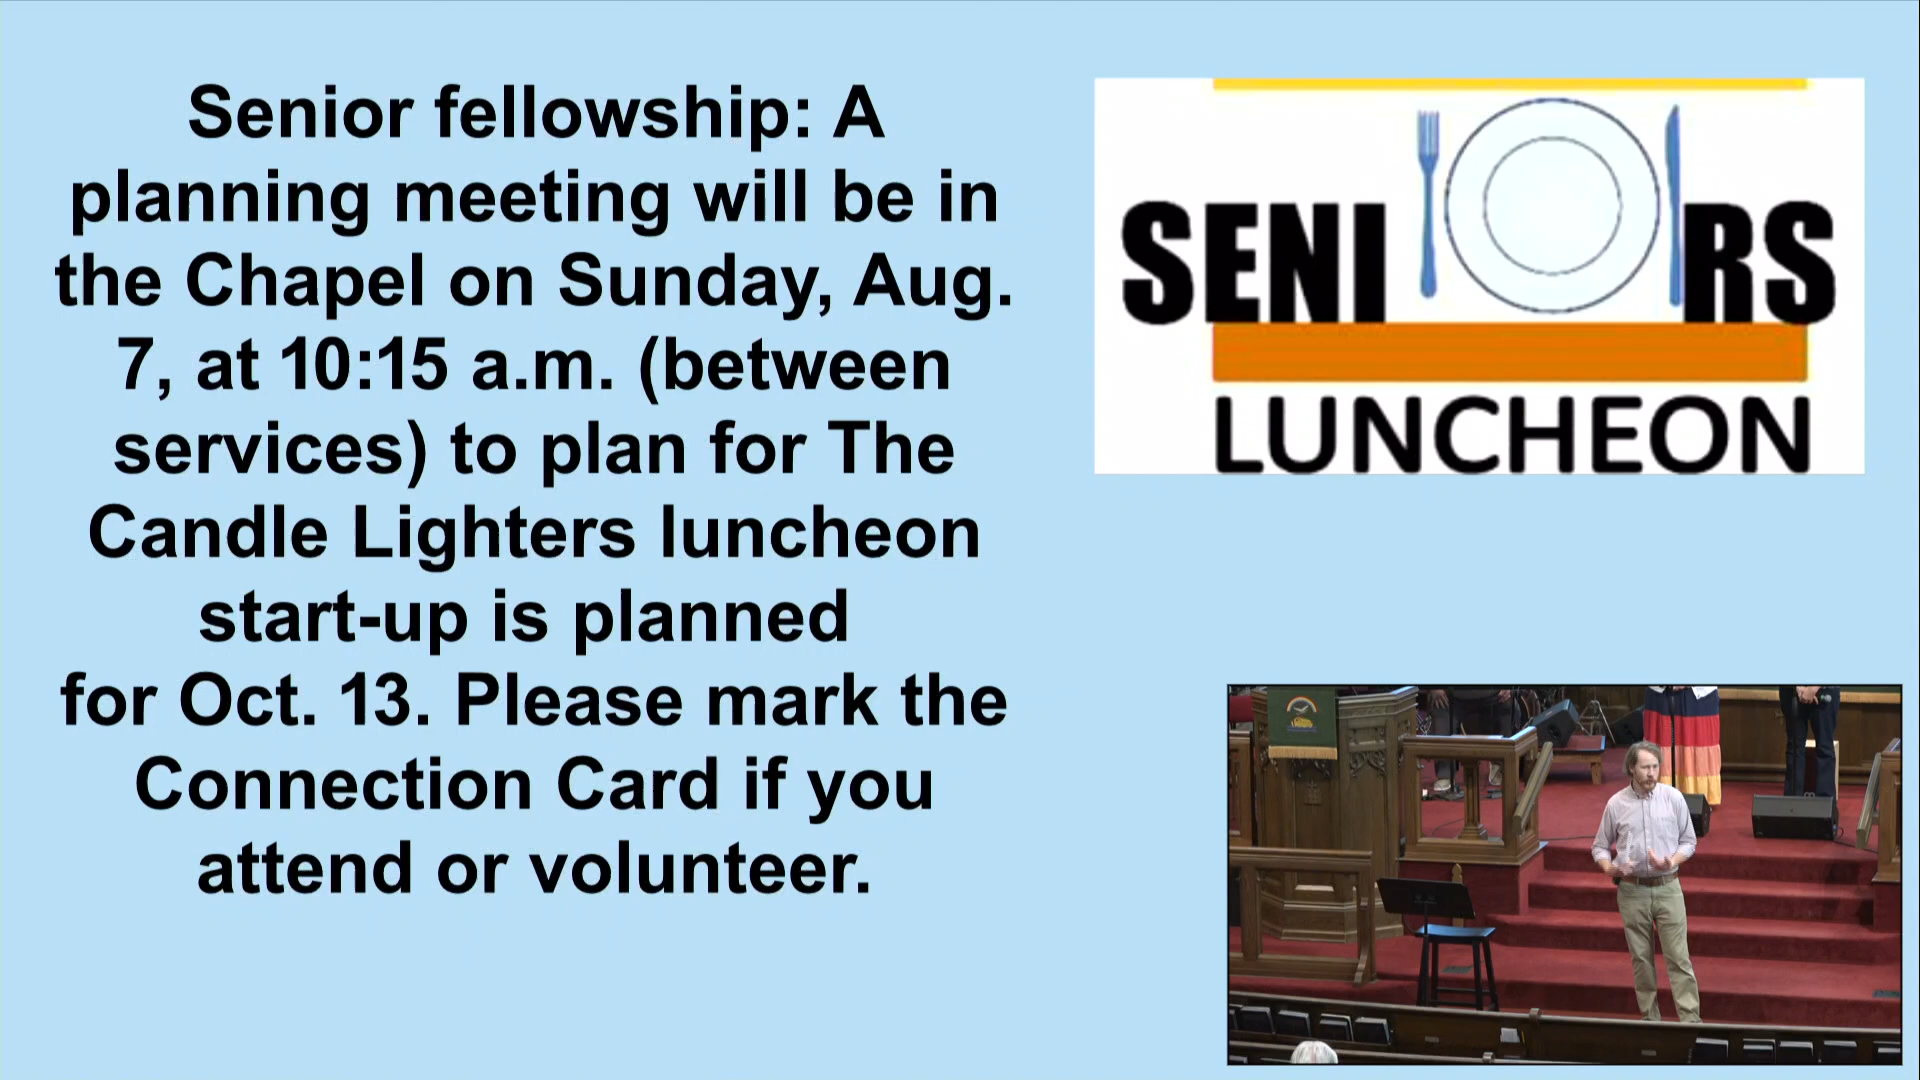 Senior fellowship: A
planning meeting will be in
the Chapel on Sunday, Aug.
7, at 10:15 a.m. (between
services) to plan for The
Candle Lighters luncheon
start-up is planned
for Oct. 13. Please mark the
Connection Card if you
attend or volunteer.
SENI RS
LUNCHEON